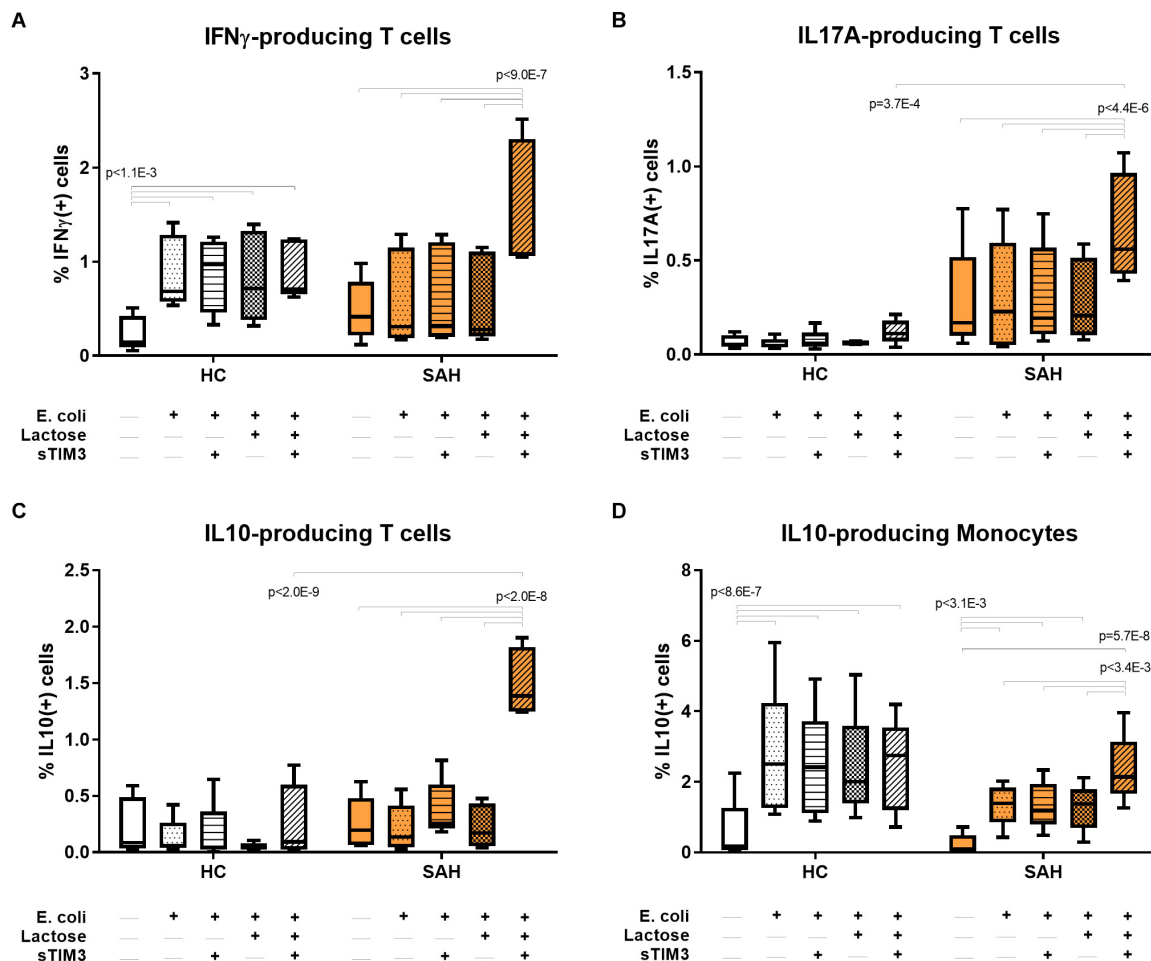 A
IFNγ-producing T cells
3
2
1
0
% IFNγ(+) cells
p<1.1E-3
p<9.0E-7
HC
SAH
E. coli — + + + + — + + + +
Lactose — — — + + — — — + +
sTIM3 — — + — + — — + — +
B
IL17A-producing T cells
1.5
1.0
0.5
0.0
% IL17A(+) cells
p=3.7E-4
p<4.4E-6
HC
SAH
E. coli — + + + + — + + + +
Lactose — — — + + — — — + +
sTIM3 — — + — + — — + — +
C
IL10-producing T cells
2.5
2.0
1.5
1.0
0.5
0.0
% IL10(+) cells
p<2.0E-9
p<2.0E-8
HC
SAH
E. coli — + + + + — + + + +
Lactose — — — + + — — — + +
sTIM3 — — + — + — — + — +
D
IL10-producing Monocytes
8
6
4
2
0
% IL10(+) cells
p<8.6E-7
p<3.1E-3
p=5.7E-8
p<3.4E-3
HC
SAH
E. coli — + + + + — + + + +
Lactose — — — + + — — — + +
sTIM3 — — + — + — — + — +